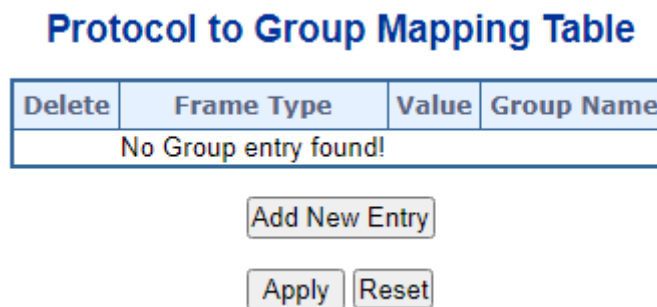 Protocol to Group Mapping Table
Delete Frame Type Value Group Name
No Group entry found!
Add New Entry
Apply Reset